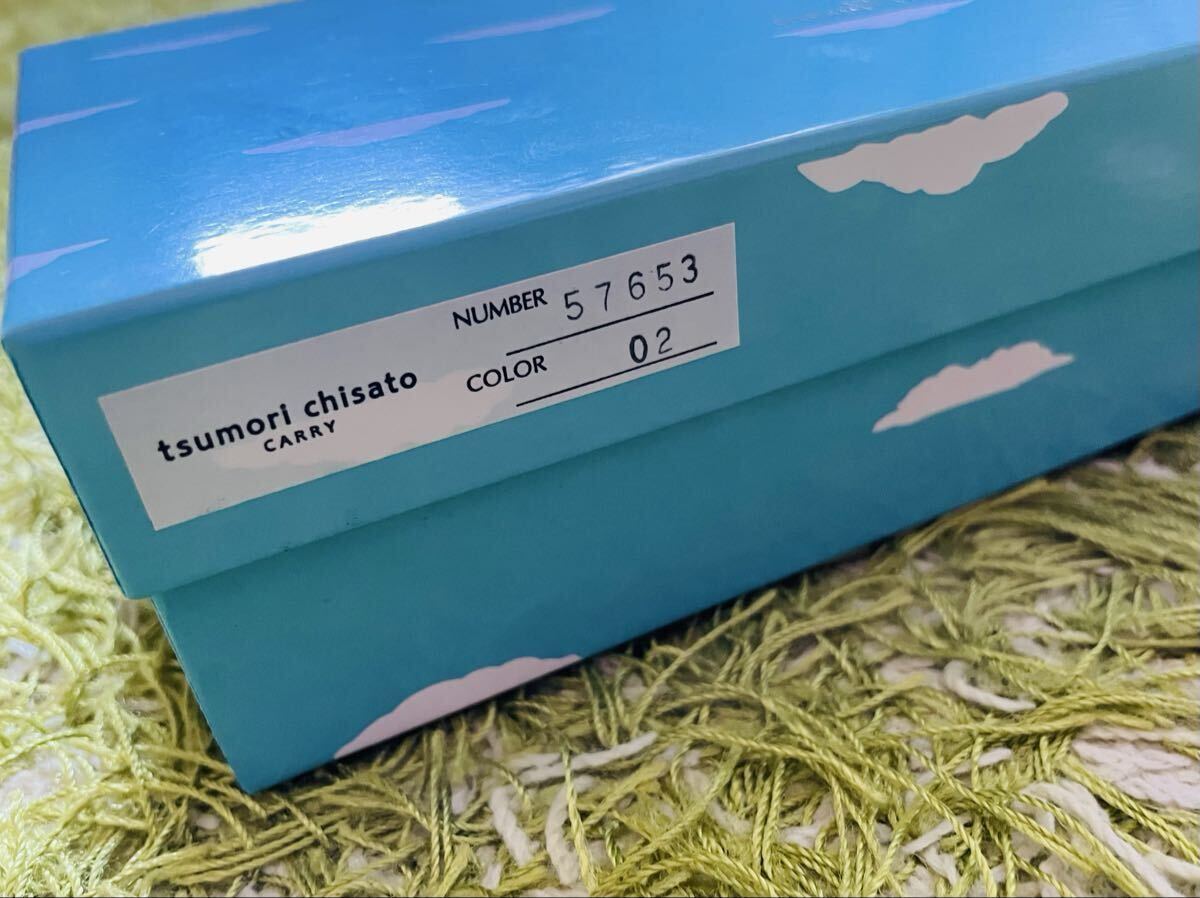 tsumori chisato
CARRY
NUMBER 57653
COLOR 02